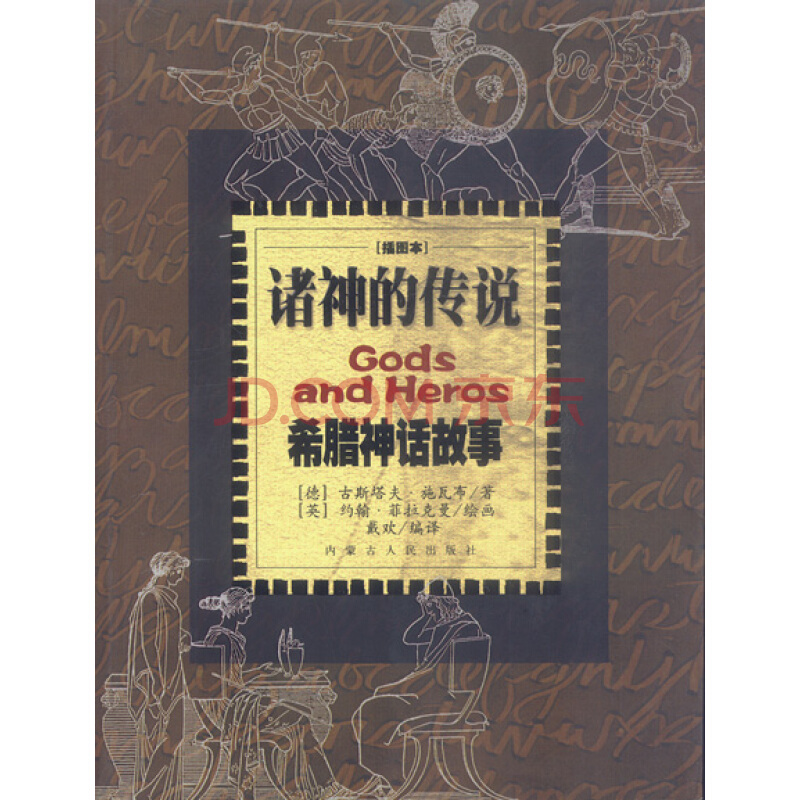 [插图本]
诸神的传说
Gods
and Heros
JD.COM 京东
希腊神话故事
[德] 古斯塔夫·施瓦布/著
[英] 约翰·菲拉克曼/绘画
戴欢/编译
内蒙古人民出版社